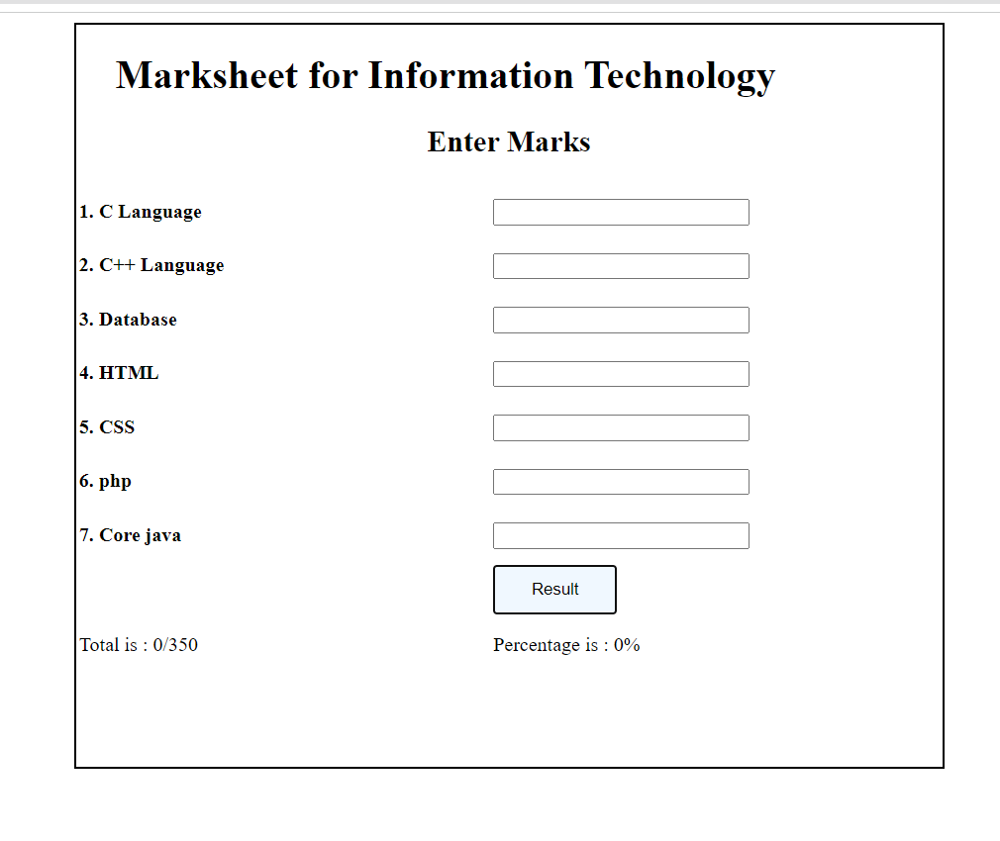 Marksheet for Information Technology
Enter Marks
1. C Language
2. C++ Language
3. Database
4. HTML
5. CSS
6. php
7. Core java
Result
Total is : 0/350 Percentage is : 0%